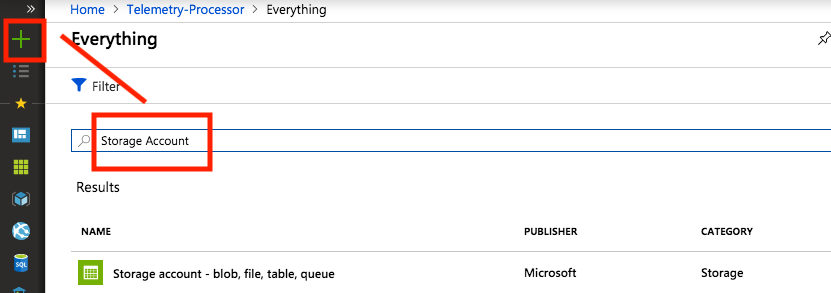 » Home > Telemetry-Processor > Everything
Everything
Filter
Storage Account
Results
NAME PUBLISHER CATEGORY
Storage account - blob, file, table, queue Microsoft Storage
SQL